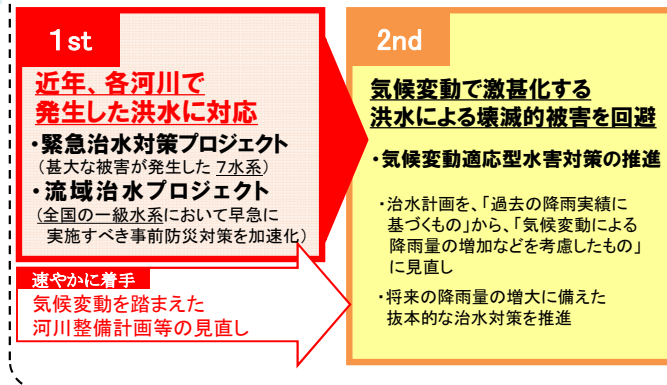 1st
近年、各河川で
発生した洪水に対応
・緊急治水対策プロジェクト
（甚大な被害が発生した 7水系）
・流域治水プロジェクト
（全国の一級水系において早急に
実施すべき事前防災対策を加速化）
速やかに着手
気候変動を踏まえた
河川整備計画等の見直し
2nd
気候変動で激甚化する
洪水による壊滅的被害を回避
・気候変動適応型水害対策の推進
・治水計画を、「過去の降雨実績に
基づくもの」から、「気候変動による
降雨量の増加などを考慮したもの」
に見直し
・将来の降雨量の増大に備えた
抜本的な治水対策を推進